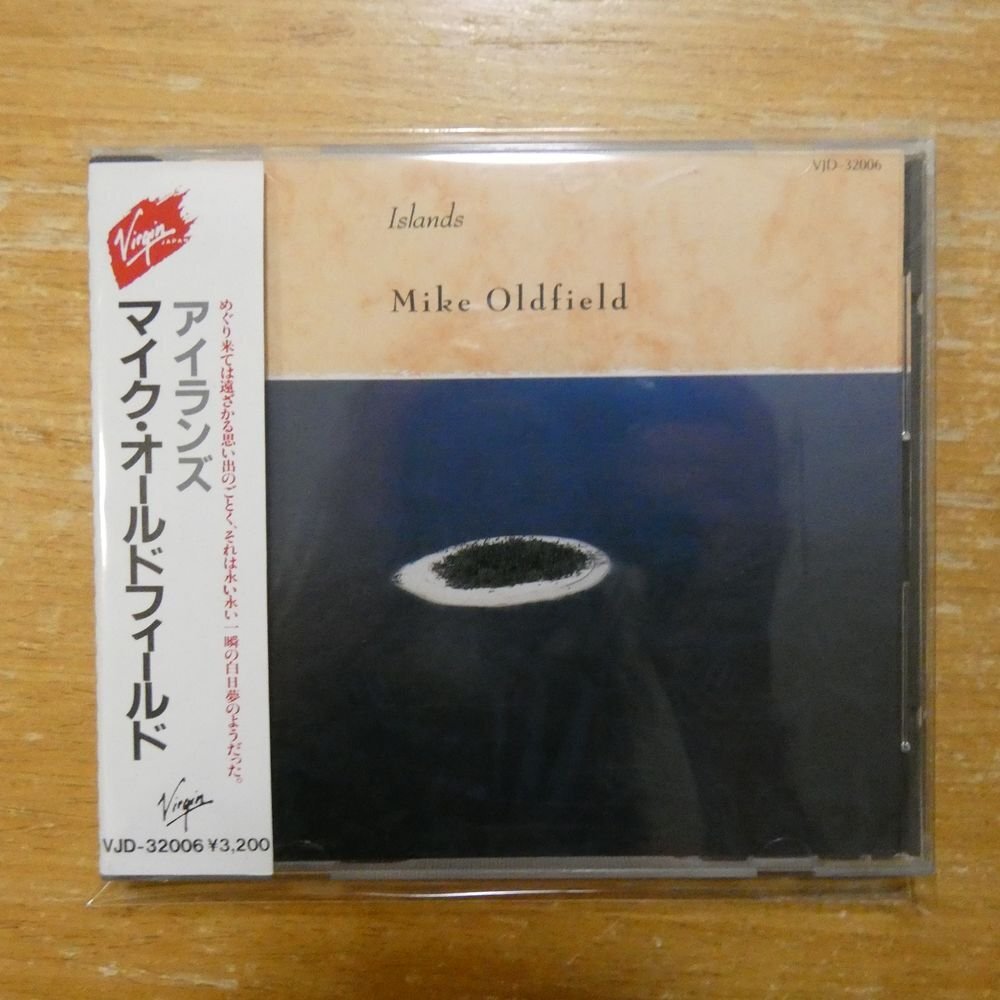 Virgin
JAPAN
アイランズ
マイク・オールドフィールド
めぐり来ては遠ざかる思い出のごとく、それは永い永い一瞬の白日夢のようだった。
Virgin
VJD-32006 ¥3,200
VJD-32006
Islands
Mike Oldfield